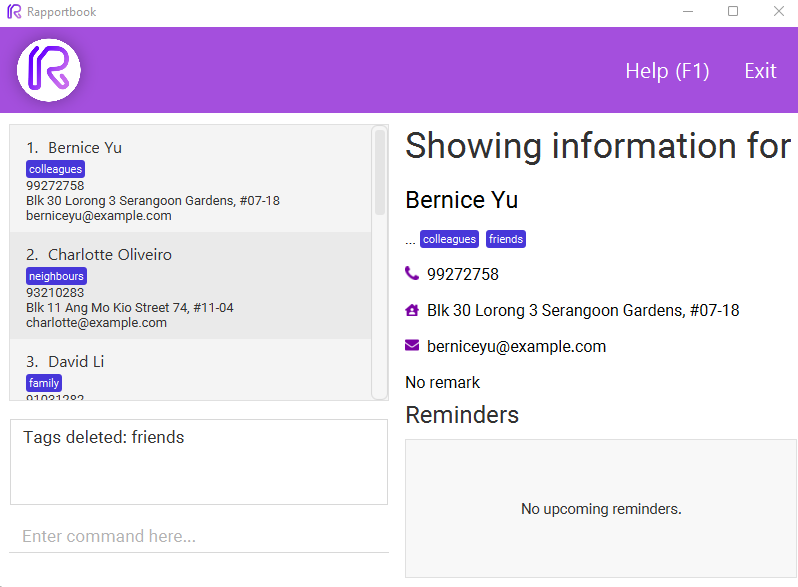 Rapportbook
Help (F1) Exit
1. Bernice Yu
colleagues
99272758
Blk 30 Lorong 3 Serangoon Gardens, #07-18
berniceyu@example.com
2. Charlotte Oliveiro
neighbours
93210283
Blk 11 Ang Mo Kio Street 74, #11-04
charlotte@example.com
3. David Li
family
91031282
Tags deleted: friends
Enter command here...
Showing information for
Bernice Yu
... colleagues friends
99272758
Blk 30 Lorong 3 Serangoon Gardens, #07-18
berniceyu@example.com
No remark
Reminders
No upcoming reminders.